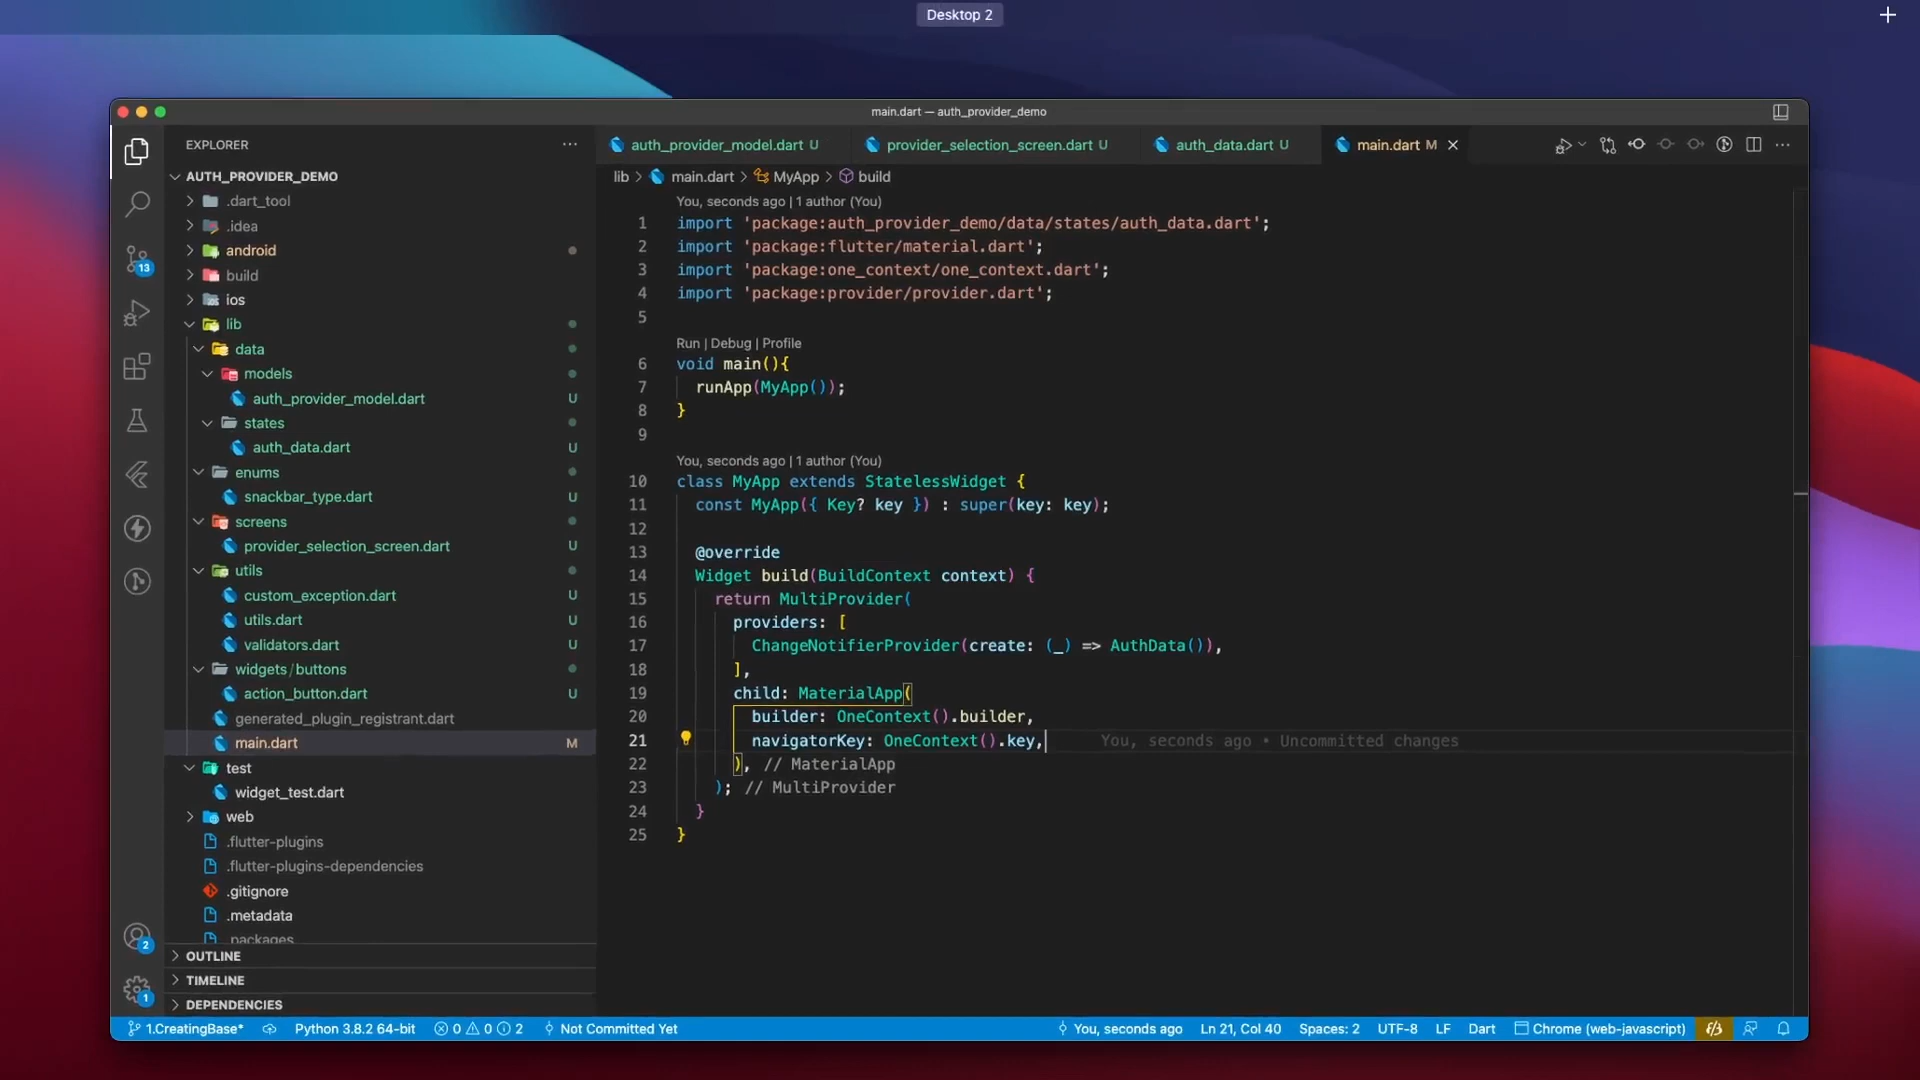 Desktop 2
main.dart — auth_provider_demo
EXPLORER
AUTH_PROVIDER_DEMO
.dart_tool
.idea
android
build
ios
lib
data
models
auth_provider_model.dart U
states
auth_data.dart U
enums
snackbar_type.dart U
screens
provider_selection_screen.dart U
utils
custom_exception.dart U
utils.dart U
validators.dart U
widgets/buttons
action_button.dart U
generated_plugin_registrant.dart
main.dart M
test
widget_test.dart
web
.flutter-plugins
.flutter-plugins-dependencies
.gitignore
.metadata
.packages
OUTLINE
TIMELINE
DEPENDENCIES
13
2
1
auth_provider_model.dart U provider_selection_screen.dart U auth_data.dart U main.dart M
lib > main.dart > MyApp > build
You, seconds ago | 1 author (You)
1 import 'package:auth_provider_demo/data/states/auth_data.dart';
2 import 'package:flutter/material.dart';
3 import 'package:one_context/one_context.dart';
4 import 'package:provider/provider.dart';
5
Run | Debug | Profile
6 void main(){
7 runApp(MyApp());
8 }
9
You, seconds ago | 1 author (You)
10 class MyApp extends StatelessWidget {
11 const MyApp({ Key? key }) : super(key: key);
12
13 @override
14 Widget build(BuildContext context) {
15 return MultiProvider(
16 providers: [
17 ChangeNotifierProvider(create: (_) => AuthData()),
18 ],
19 child: MaterialApp(
20 builder: OneContext().builder,
21 navigatorKey: OneContext().key, You, seconds ago • Uncommitted changes
22 ), // MaterialApp
23 ); // MultiProvider
24 }
25 }
1.CreatingBase* Python 3.8.2 64-bit 0 0 2 Not Committed Yet You, seconds ago Ln 21, Col 40 Spaces: 2 UTF-8 LF Dart Chrome (web-javascript)